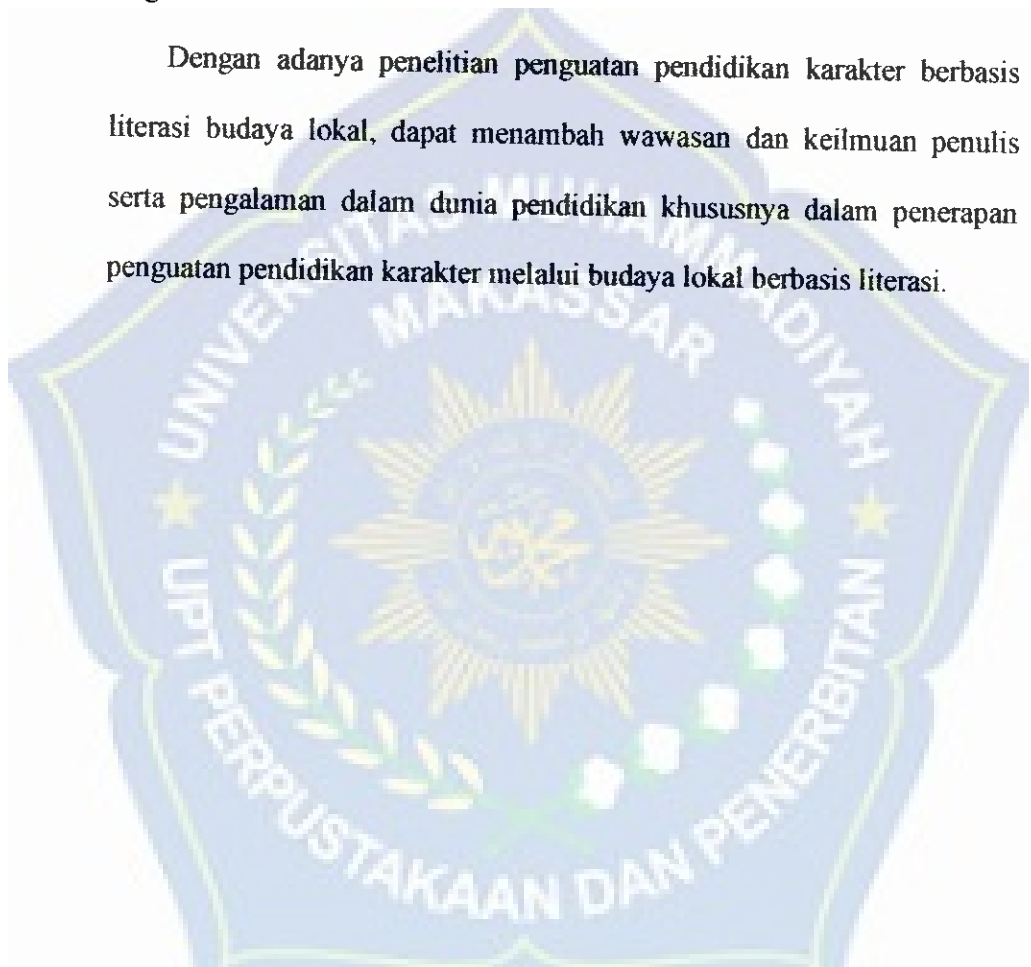 Dengan adanya penelitian penguatan pendidikan karakter berbasis
literasi budaya lokal, dapat menambah wawasan dan keilmuan penulis
serta pengalaman dalam dunia pendidikan khususnya dalam penerapan
penguatan pendidikan karakter melalui budaya lokal berbasis literasi.
UNIVERSITAS MUHAMMADIYAH
MAKASSAR
UPT PERPUSTAKAAN DAN PENERBITAN